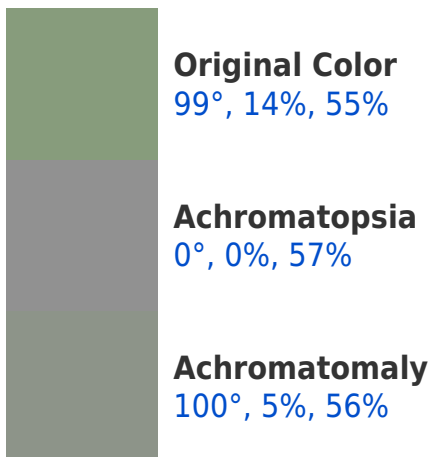 Original Color
99°, 14%, 55%
Achromatopsia
0°, 0%, 57%
Achromatomaly
100°, 5%, 56%